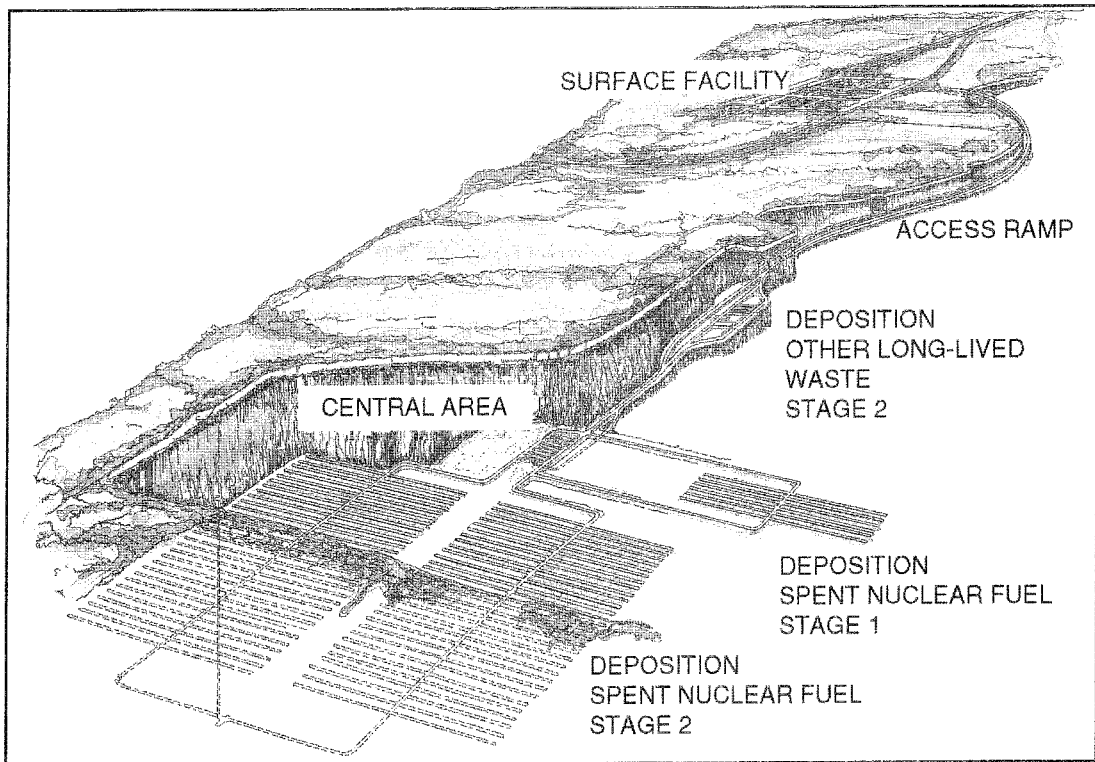 SURFACE FACILITY
ACCESS RAMP
DEPOSITION
OTHER LONG-LIVED
WASTE
STAGE 2
CENTRAL AREA
DEPOSITION
SPENT NUCLEAR FUEL
STAGE 1
DEPOSITION
SPENT NUCLEAR FUEL
STAGE 2